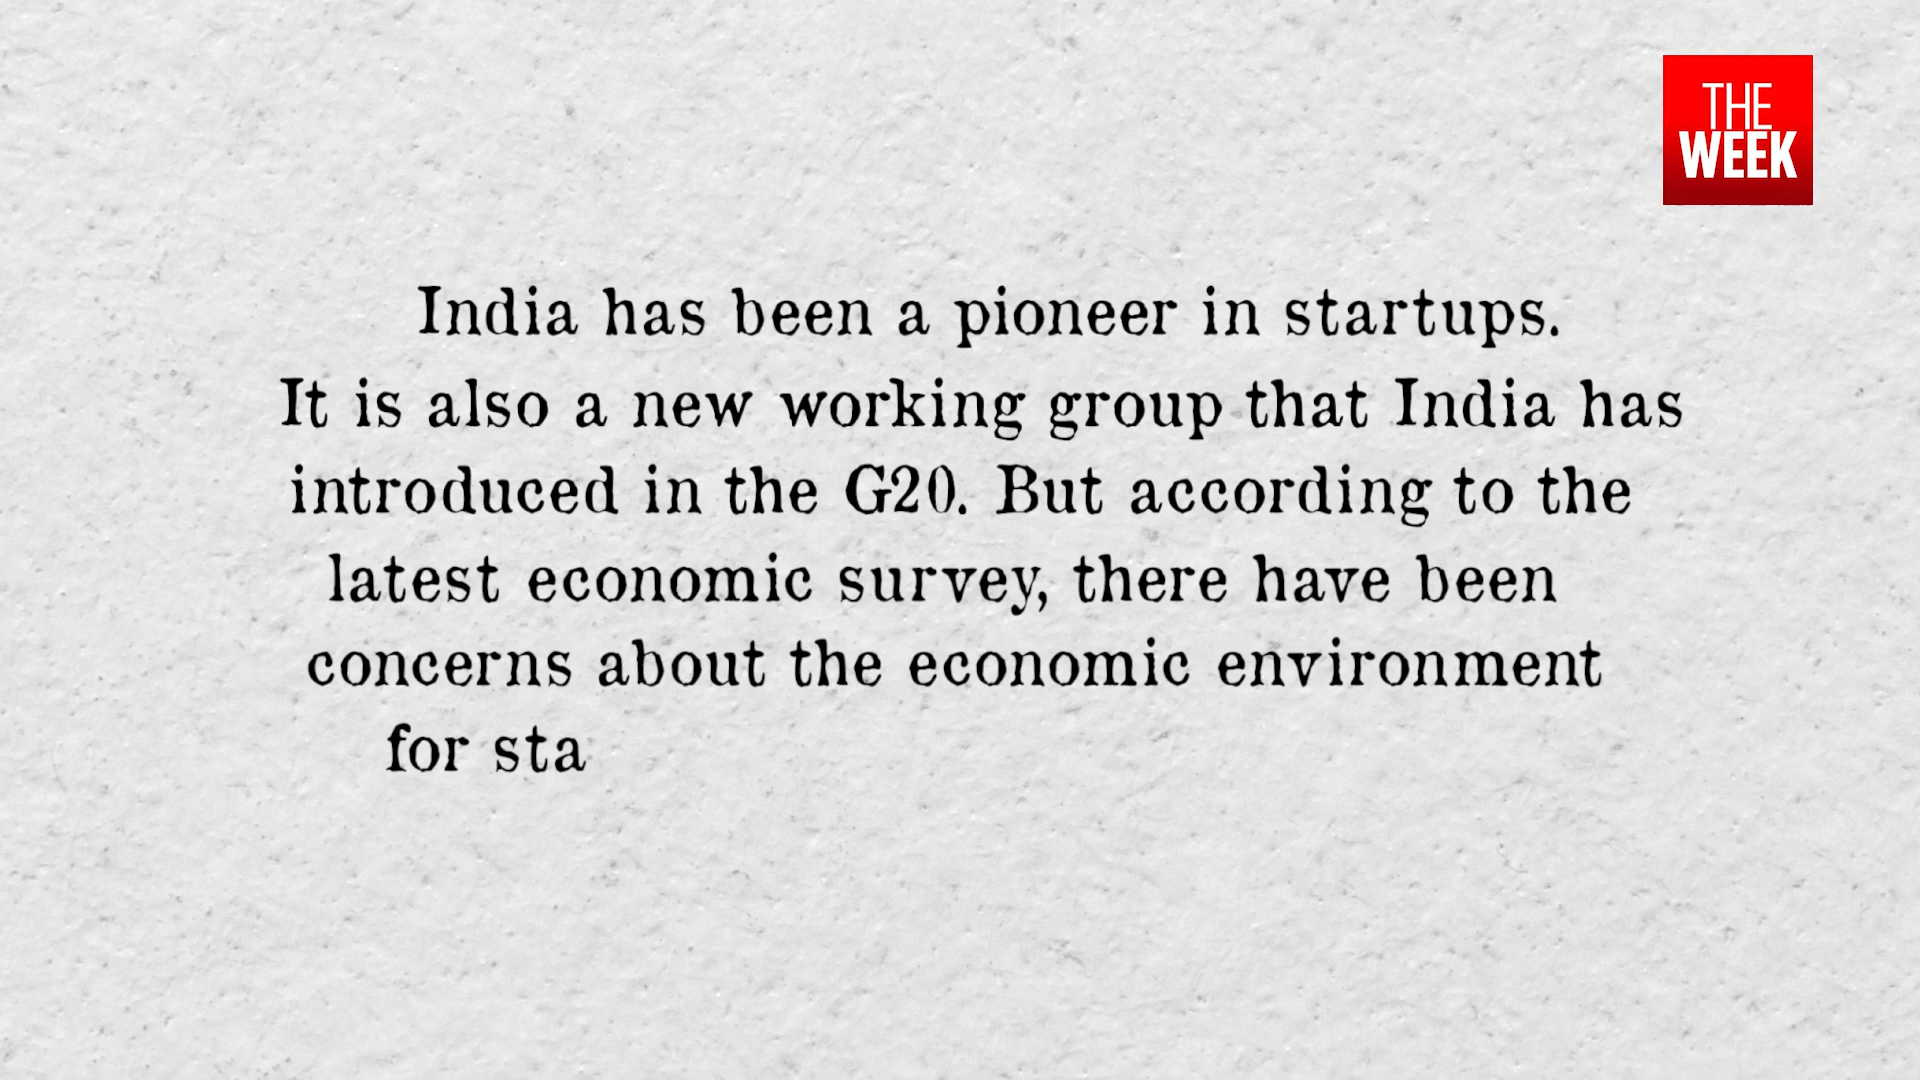 THE
WEEK
India has been a pioneer in startups.
It is also a new working group that India has
introduced in the G20. But according to the
latest economic survey, there have been
concerns about the economic environment
for sta